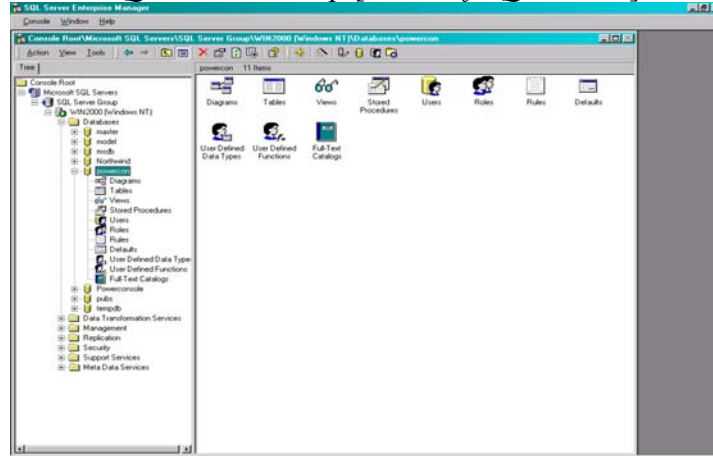 SQL Server Enterprise Manager
Console Window Help
Console Root\Microsoft SQL Servers\SQL Server Group\WIN2000 (Windows NT)\Databases\powercon
Action View Tools
Tree
powercon 11 Items
Console Root
Microsoft SQL Servers
SQL Server Group
WIN2000 (Windows NT)
Databases
master
model
msdb
Northwind
powercon
Diagrams
Tables
Views
Stored Procedures
Users
Roles
Rules
Defaults
User Defined Data Type
User Defined Functions
Full-Text Catalogs
Powerconsole
pubs
tempdb
Data Transformation Services
Management
Replication
Security
Support Services
Meta Data Services
Diagrams Tables Views Stored Users Roles Rules Defaults
Procedures
User Defined User Defined Full-Text
Data Types Functions Catalogs